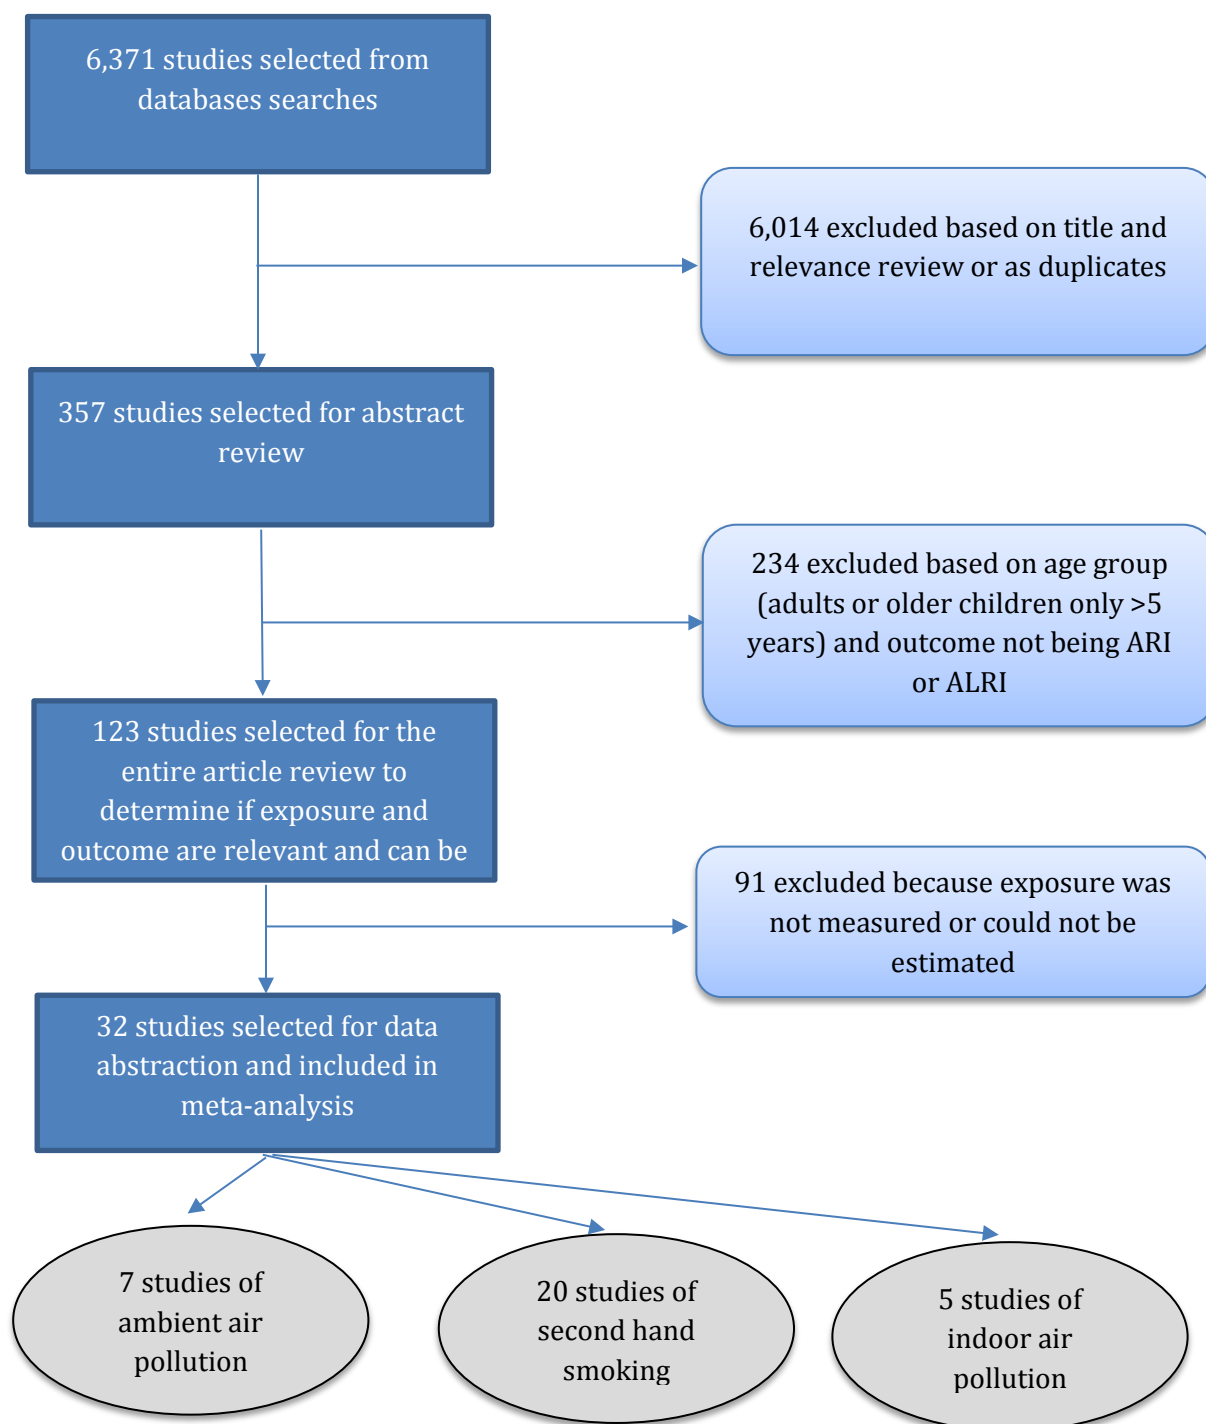 6,371 studies selected from
databases searches
6,014 excluded based on title and
relevance review or as duplicates
357 studies selected for abstract
review
234 excluded based on age group
(adults or older children only >5
years) and outcome not being ARI
or ALRI
123 studies selected for the
entire article review to
determine if exposure and
outcome are relevant and can be
91 excluded because exposure was
not measured or could not be
estimated
32 studies selected for data
abstraction and included in
meta-analysis
7 studies of
ambient air
pollution
20 studies of
second hand
smoking
5 studies of
indoor air
pollution